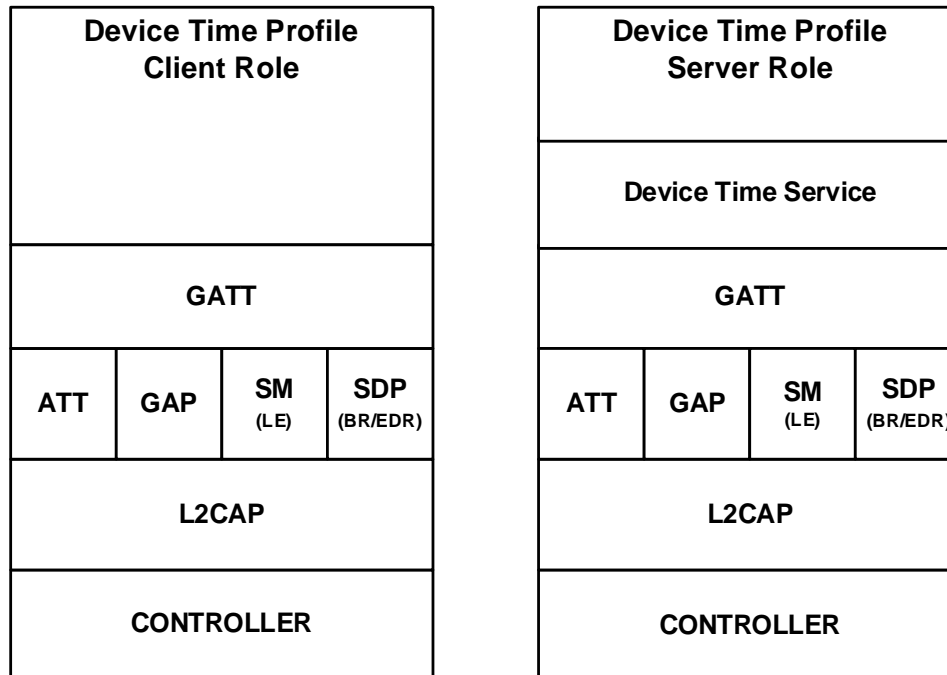 Device Time Profile
Client Role
GATT
ATT
GAP
SM
(LE)
SDP
(BR/EDR)
L2CAP
CONTROLLER
Device Time Profile
Server Role
Device Time Service
GATT
ATT
GAP
SM
(LE)
SDP
(BR/EDR)
L2CAP
CONTROLLER